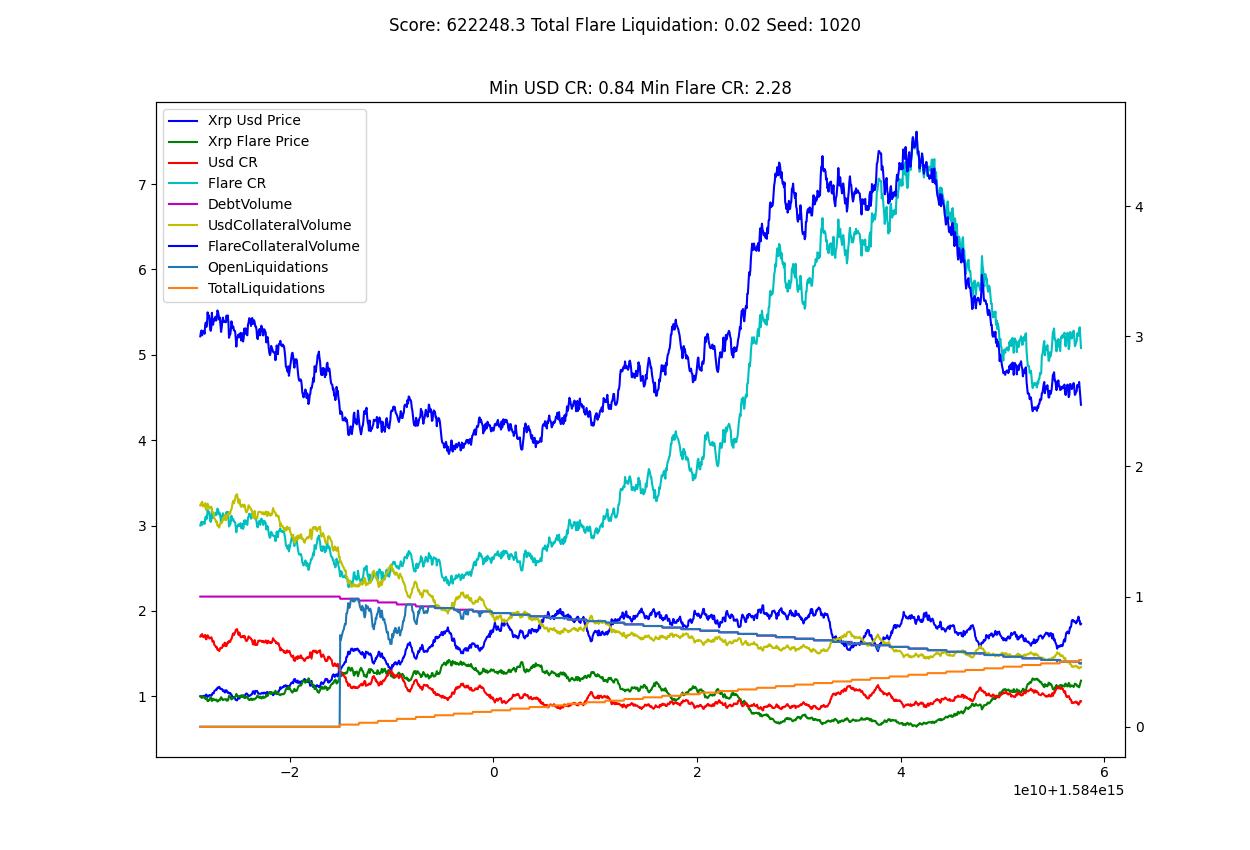 Score: 622248.3 Total Flare Liquidation: 0.02 Seed: 1020
Min USD CR: 0.84 Min Flare CR: 2.28
Xrp Usd Price
Xrp Flare Price
Usd CR
Flare CR
DebtVolume
UsdCollateralVolume
FlareCollateralVolume
OpenLiquidations
TotalLiquidations
7
6
5
4
3
2
1
4
3
2
1
0
−2 0 2 4 6
1e10+1.584e15